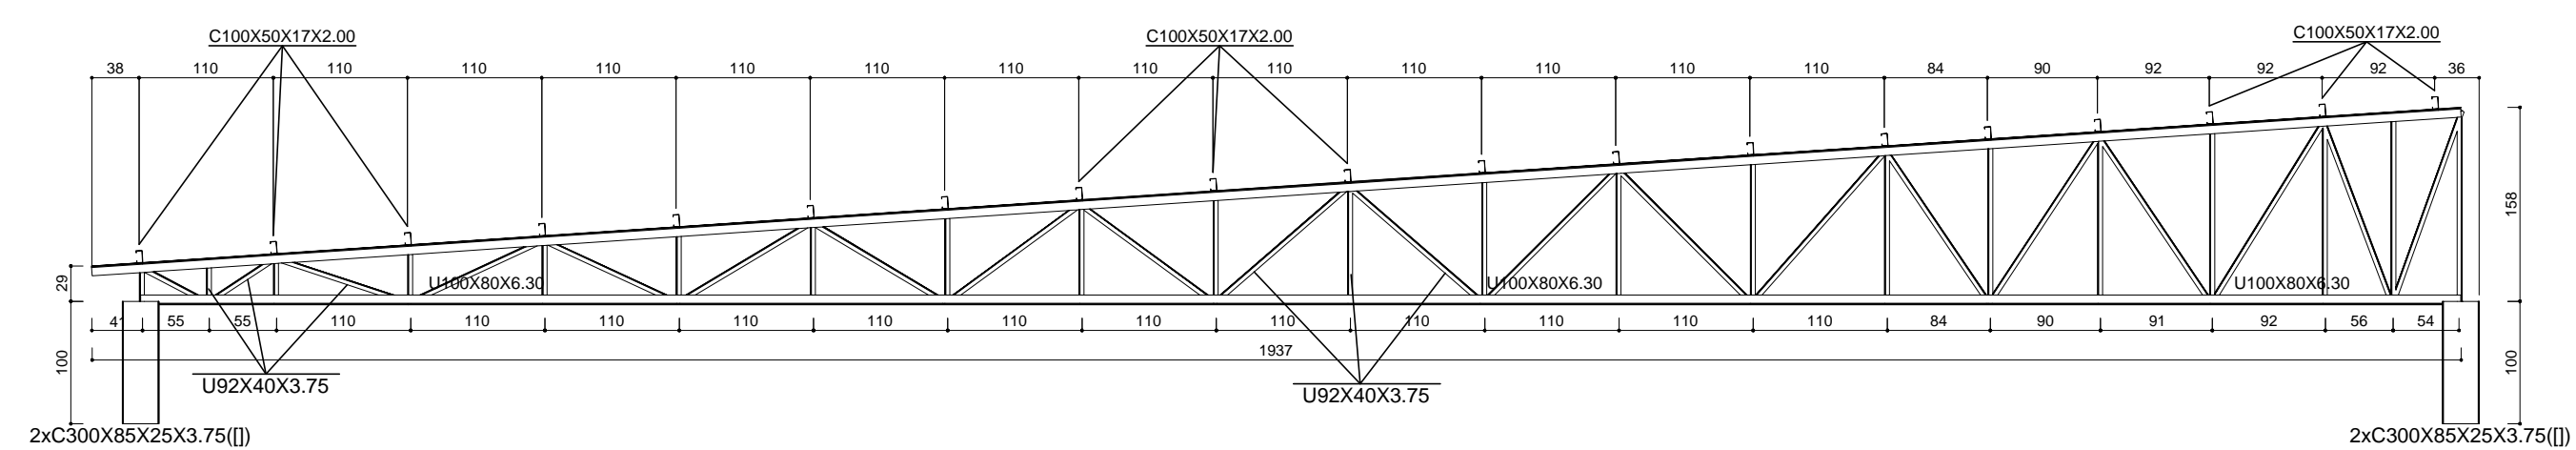 C100X50X17X2.00
C100X50X17X2.00
C100X50X17X2.00
38 110 110 110 110 110 110 110 110 110 110 110 110 110 84 90 92 92 92 36
158
29
U100X80X6.30
U100X80X6.30
U100X80X6.30
41 55 55 110 110 110 110 110 110 110 110 110 110 110 110 84 90 91 92 56 54
1937
100
100
U92X40X3.75
U92X40X3.75
2xC300X85X25X3.75([])
2xC300X85X25X3.75([])